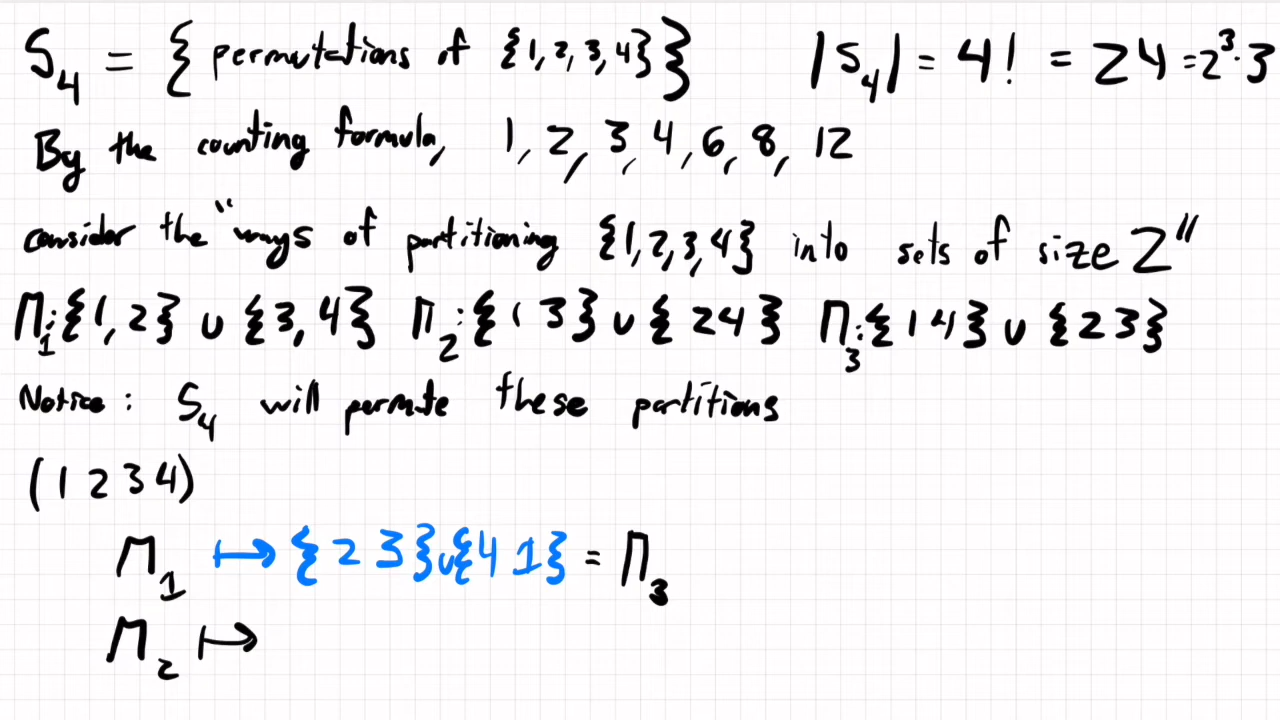 S₄ = { permutations of {1, 2, 3, 4} } |S₄| = 4! = 24 = 2³·3
By the counting formula, 1, 2, 3, 4, 6, 8, 12
consider the "ways of partitioning {1, 2, 3, 4} into sets of size 2"
Π₁: {1, 2} ∪ {3, 4} Π₂: {1 3} ∪ {2 4} Π₃: {1 4} ∪ {2 3}
Notice: S₄ will permute these partitions
(1 2 3 4)
Π₁ ↦ {2 3} ∪ {4 1} = Π₃
Π₂ ↦